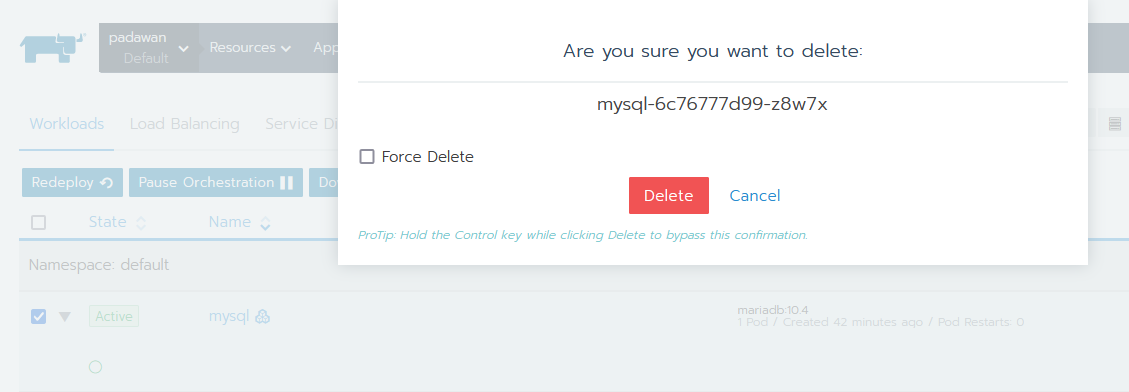 Are you sure you want to delete:
mysql-6c76777d99-z8w7x
Force Delete
Delete Cancel
ProTip: Hold the Control key while clicking Delete to bypass this confirmation.
padawan
Default
Resources
App
Workloads Load Balancing Service Di
Redeploy Pause Orchestration Do
State Name
Namespace: default
Active mysql mariadb:10.4
1 Pod / Created 42 minutes ago / Pod Restarts: 0